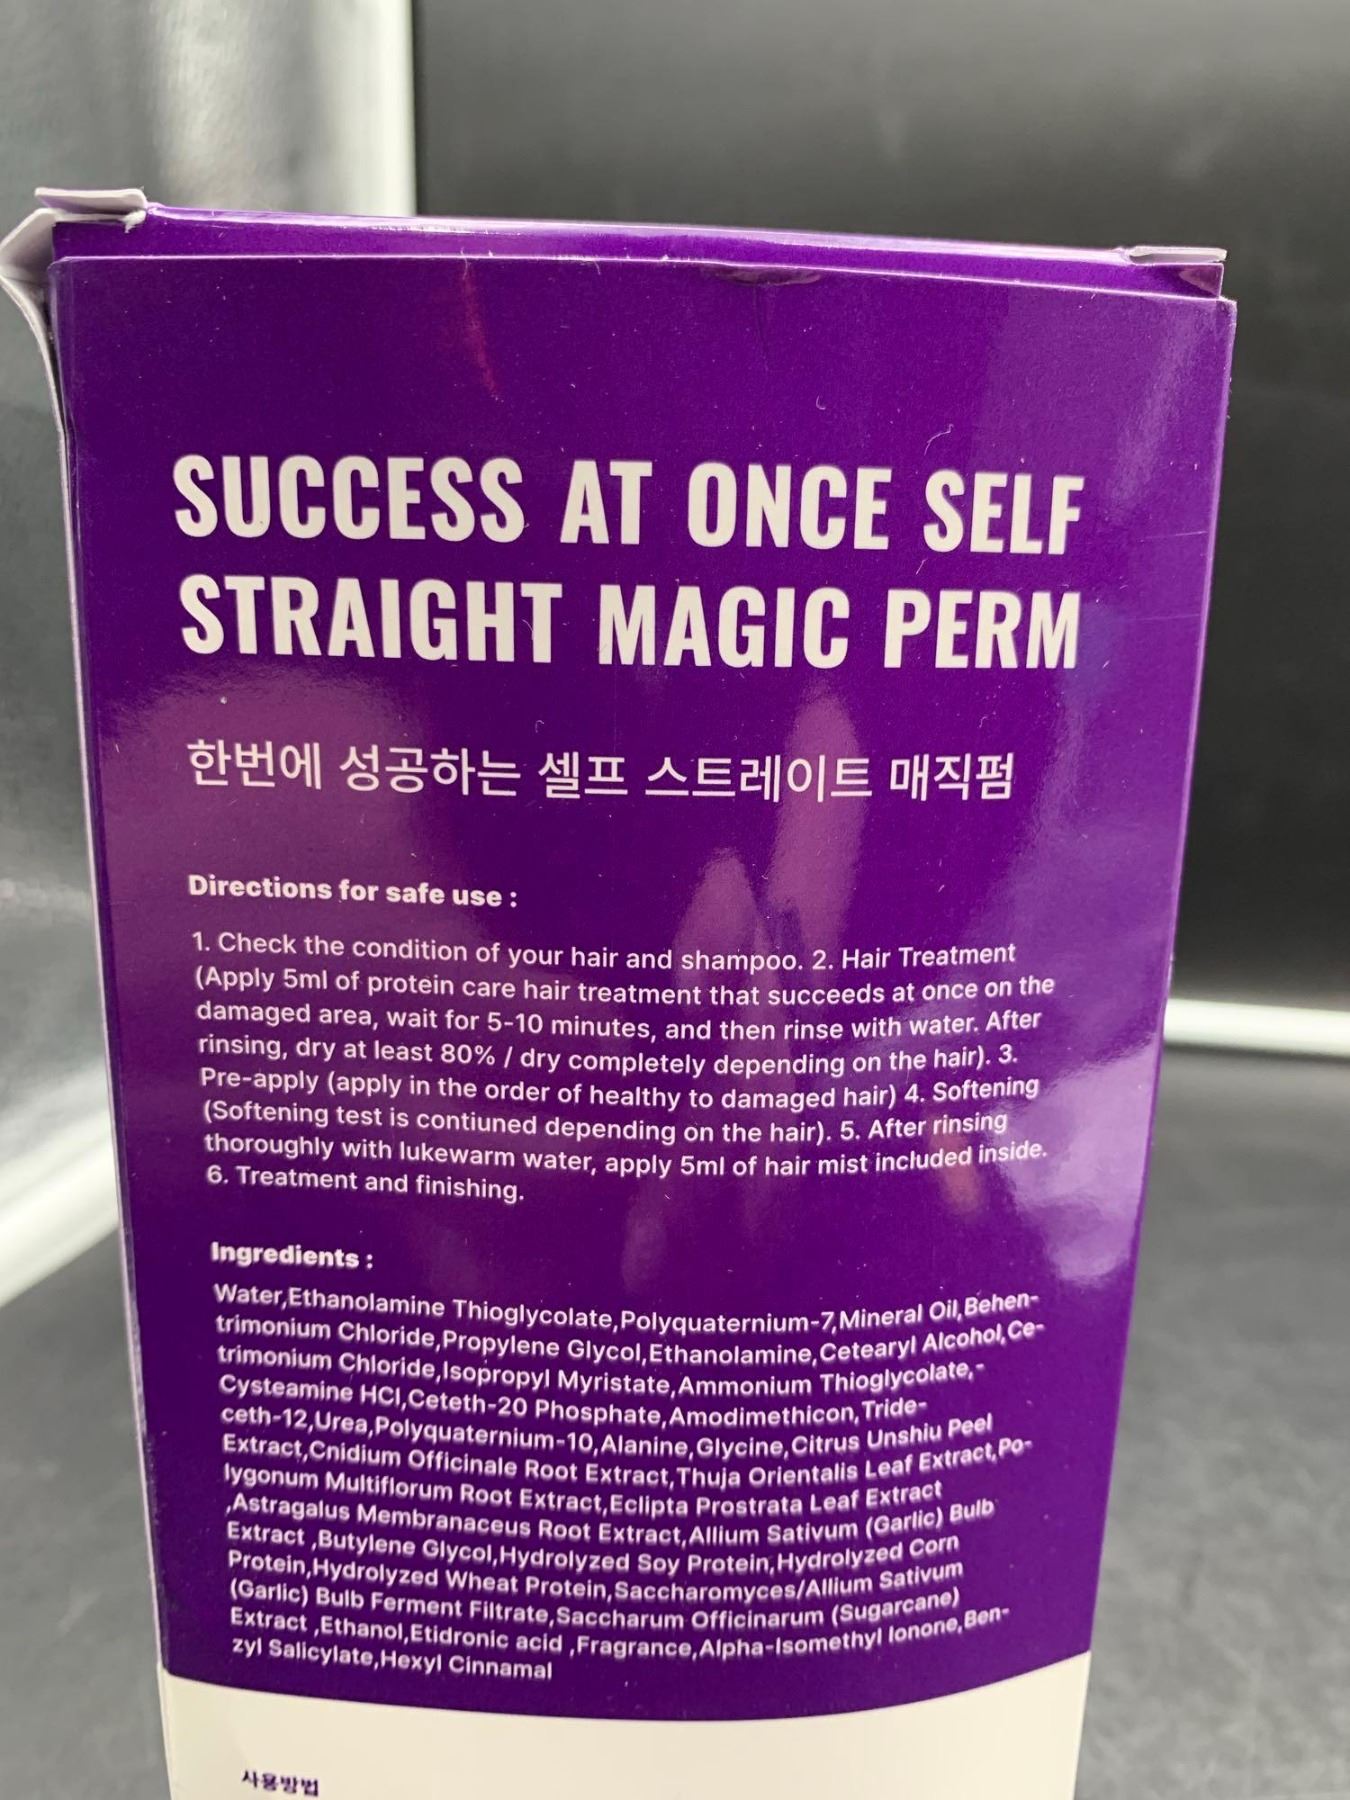 SUCCESS AT ONCE SELF
STRAIGHT MAGIC PERM
한번에 성공하는 셀프 스트레이트 매직펌
Directions for safe use :
1. Check the condition of your hair and shampoo. 2. Hair Treatment
(Apply 5ml of protein care hair treatment that succeeds at once on the
damaged area, wait for 5-10 minutes, and then rinse with water. After
rinsing, dry at least 80% / dry completely depending on the hair). 3.
Pre-apply (apply in the order of healthy to damaged hair) 4. Softening
(Softening test is contiuned depending on the hair). 5. After rinsing
thoroughly with lukewarm water, apply 5ml of hair mist included inside.
6. Treatment and finishing.
Ingredients :
Water,Ethanolamine Thioglycolate,Polyquaternium-7,Mineral Oil,Behen-
trimonium Chloride,Propylene Glycol,Ethanolamine,Cetearyl Alcohol,Ce-
trimonium Chloride,Isopropyl Myristate,Ammonium Thioglycolate,-
Cysteamine HCl,Ceteth-20 Phosphate,Amodimethicon,Tride-
ceth-12,Urea,Polyquaternium-10,Alanine,Glycine,Citrus Unshiu Peel
Extract,Cnidium Officinale Root Extract,Thuja Orientalis Leaf Extract,Po-
lygonum Multiflorum Root Extract,Eclipta Prostrata Leaf Extract
,Astragalus Membranaceus Root Extract,Allium Sativum (Garlic) Bulb
Extract ,Butylene Glycol,Hydrolyzed Soy Protein,Hydrolyzed Corn
Protein,Hydrolyzed Wheat Protein,Saccharomyces/Allium Sativum
(Garlic) Bulb Ferment Filtrate,Saccharum Officinarum (Sugarcane)
Extract ,Ethanol,Etidronic acid ,Fragrance,Alpha-Isomethyl Ionone,Ben-
zyl Salicylate,Hexyl Cinnamal
사용방법